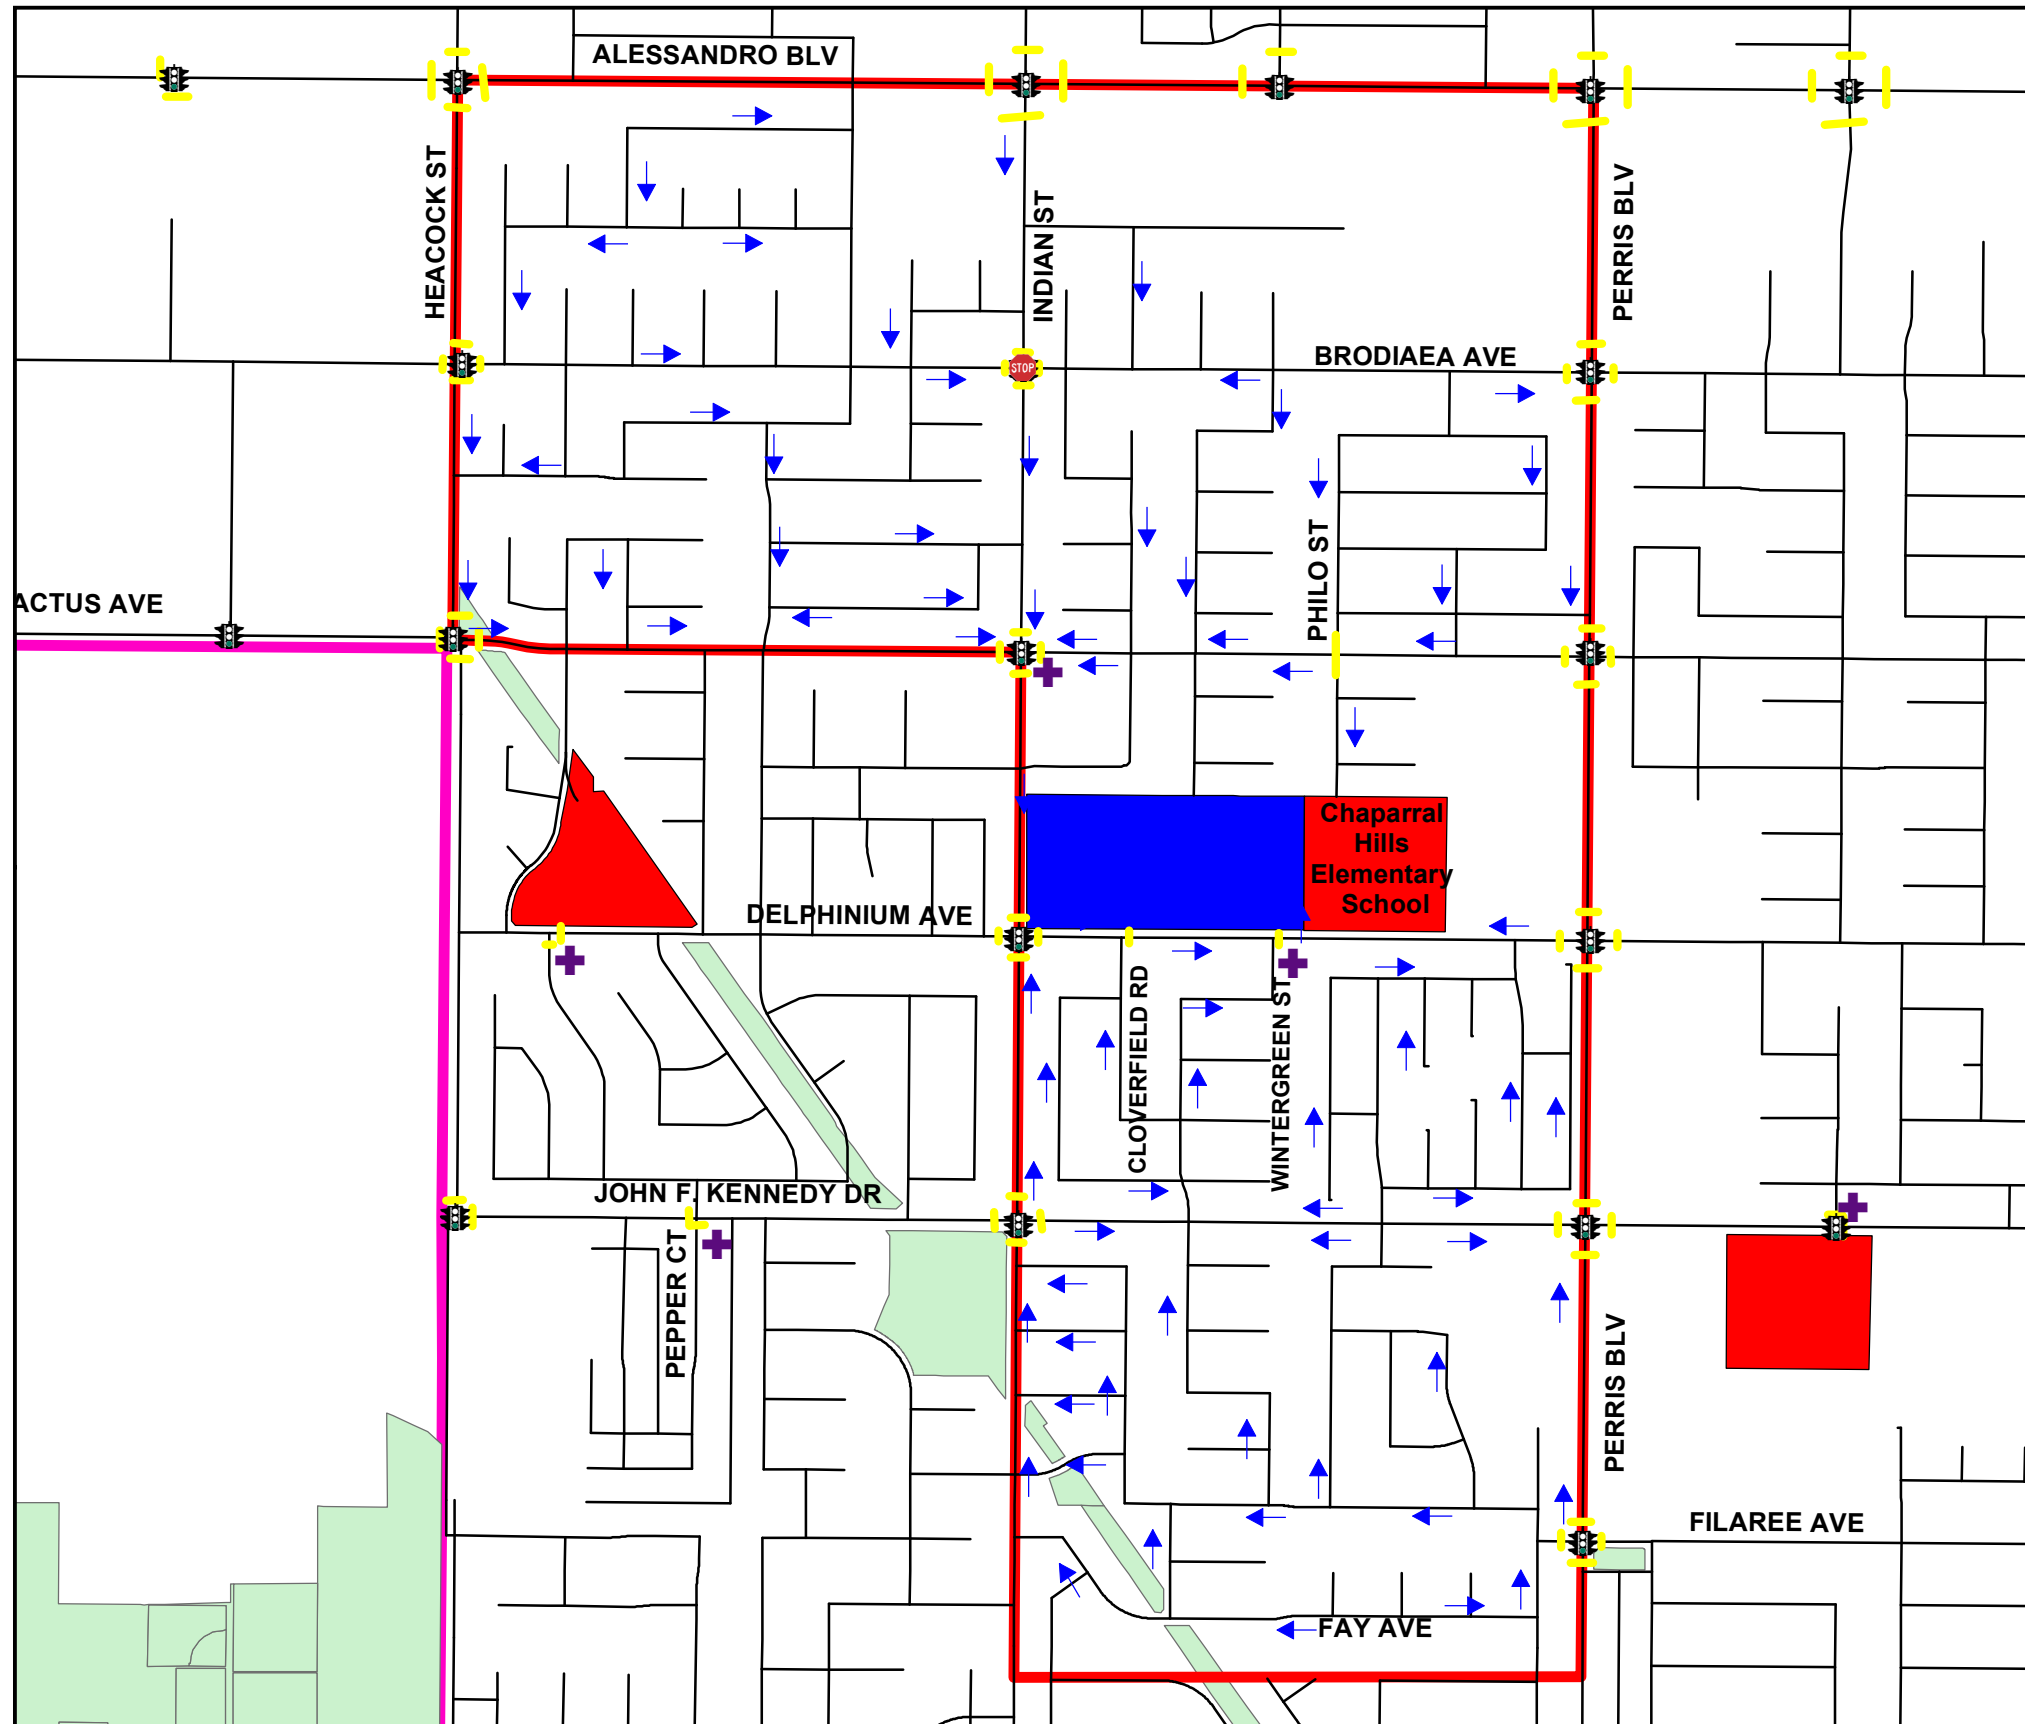 ALESSANDRO BLV
HEACOCK ST
INDIAN ST
PERRIS BLV
BRODIAEA AVE
STOP
PHILO ST
ACTUS AVE
Chaparral
Hills
Elementary
School
DELPHINIUM AVE
CLOVERFIELD RD
WINTERGREEN ST
JOHN F. KENNEDY DR
PEPPER CT
PERRIS BLV
FILAREE AVE
FAY AVE